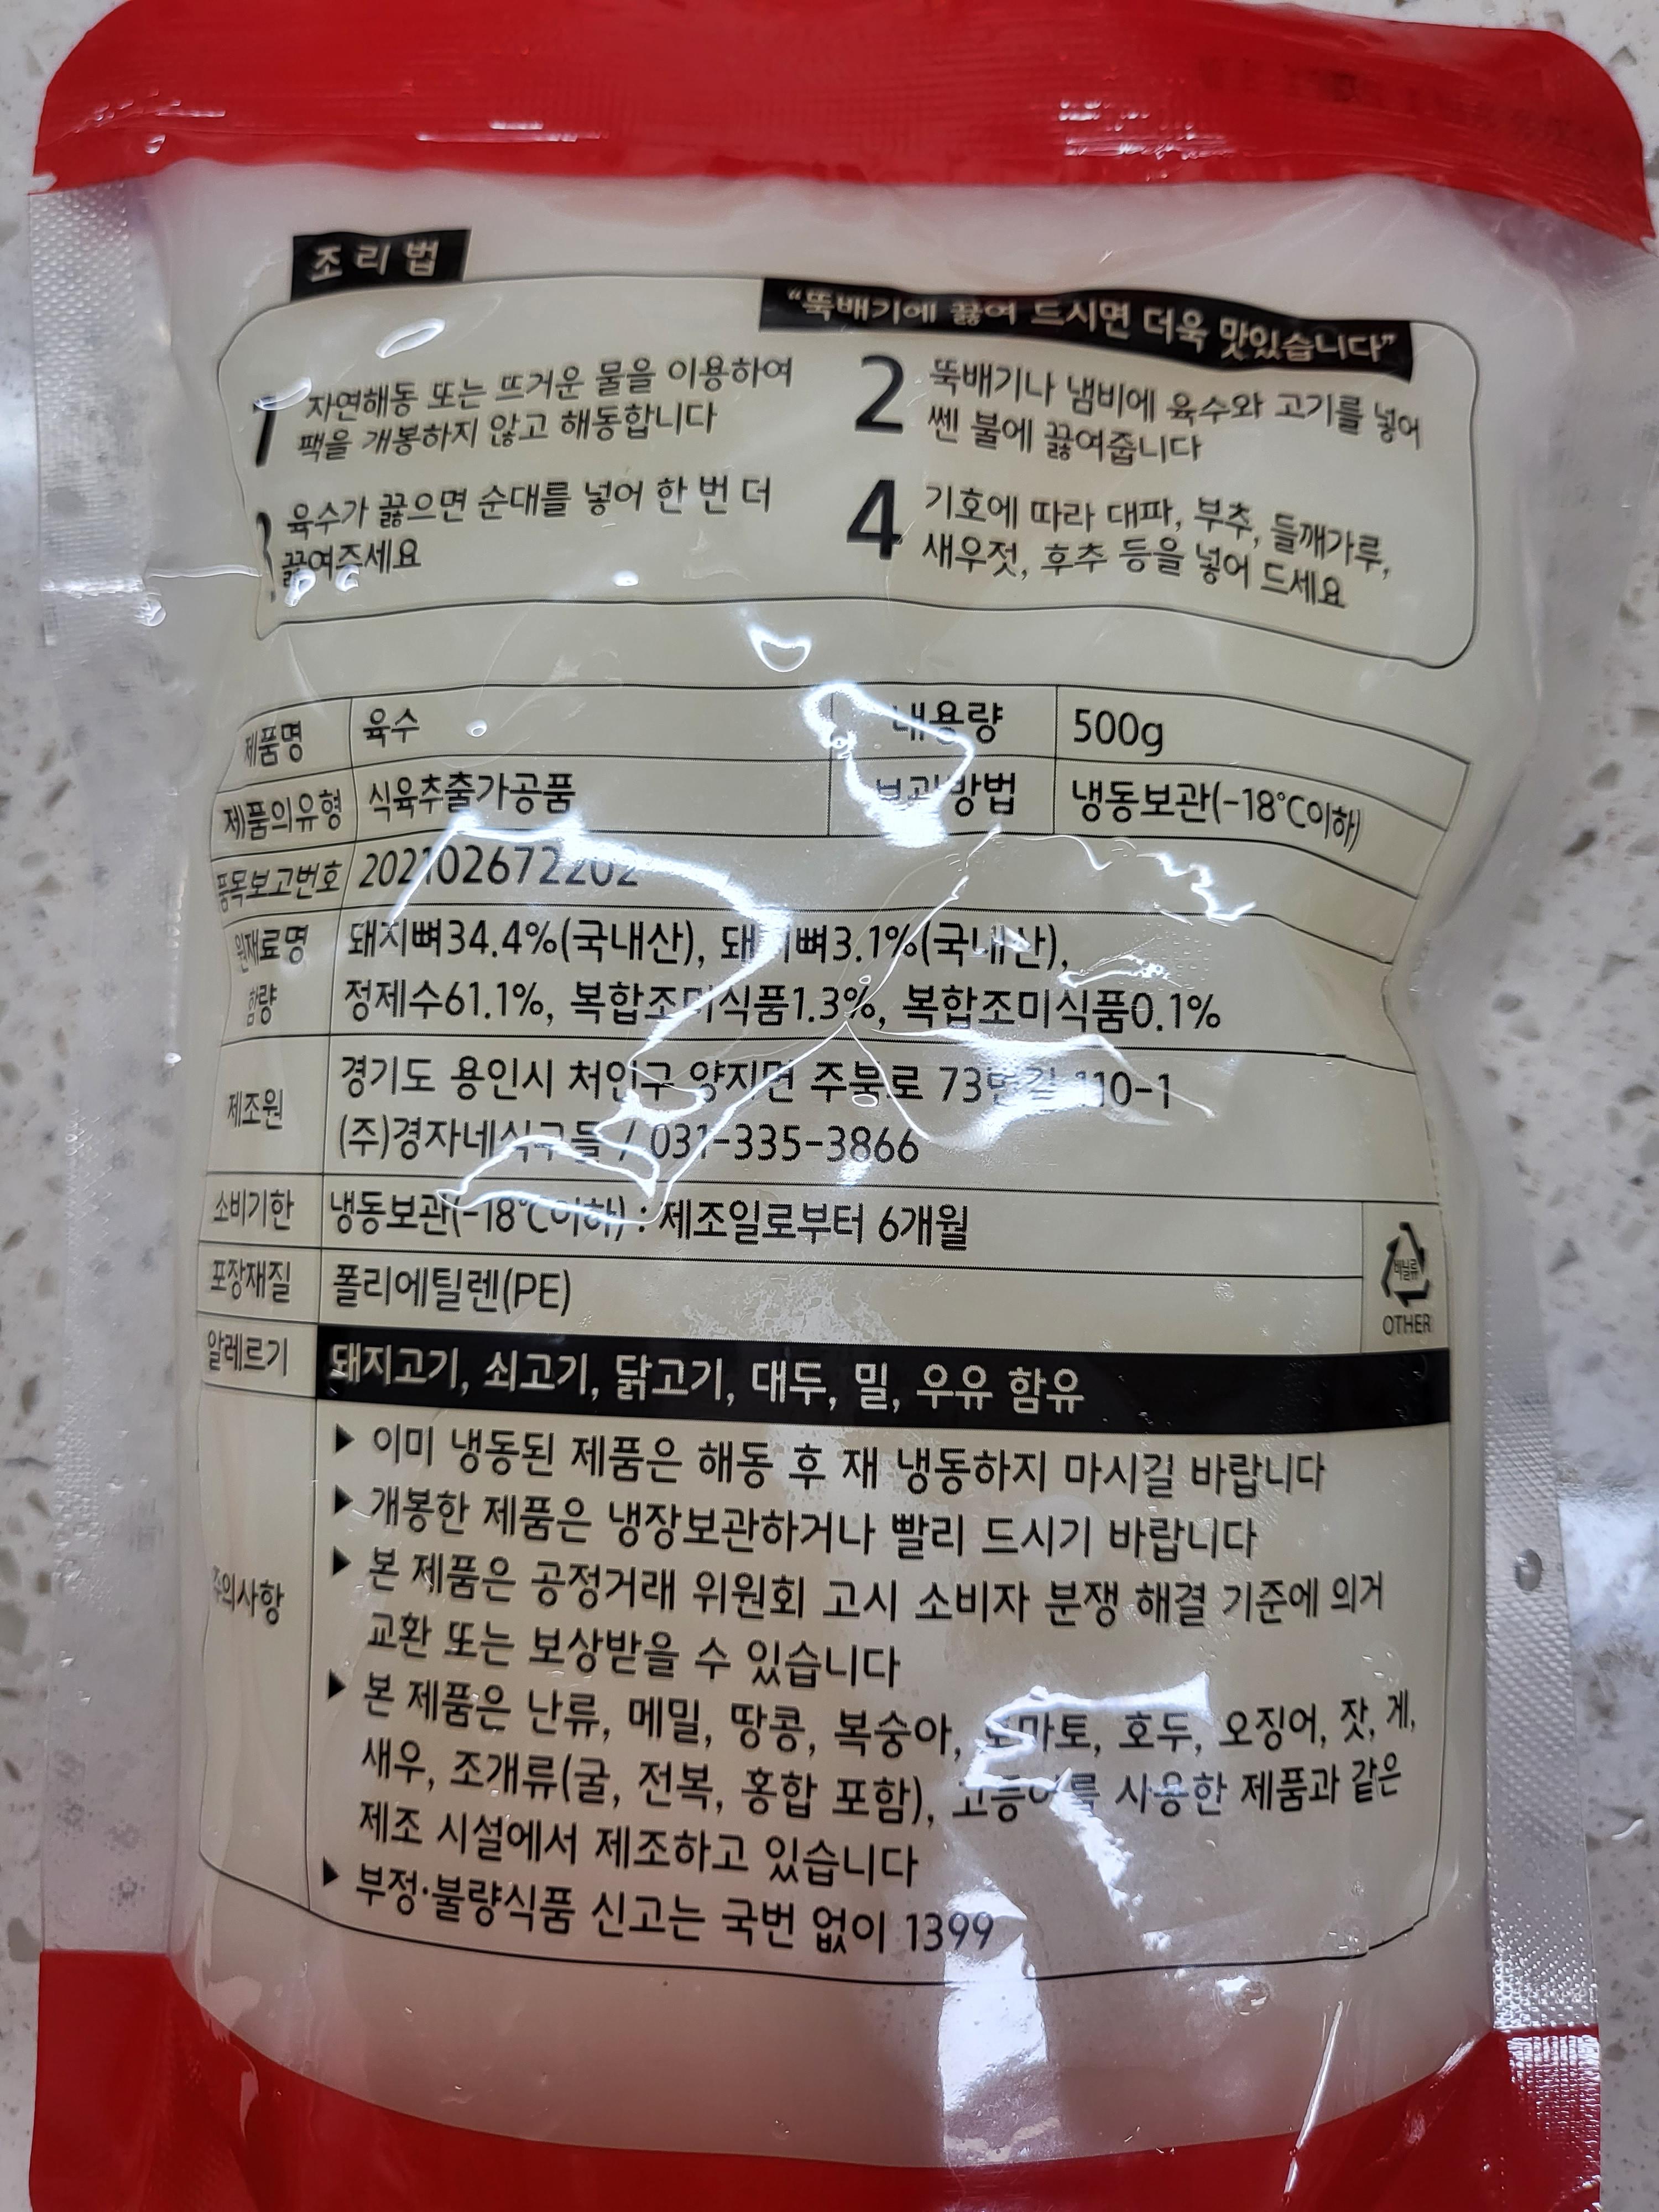 조리법
"뚝배기에 끓여 드시면 더욱 맛있습니다"
1 자연해동 또는 뜨거운 물을 이용하여
팩을 개봉하지 않고 해동합니다
2 뚝배기나 냄비에 육수와 고기를 넣어
쎈 불에 끓여줍니다
3 육수가 끓으면 순대를 넣어 한 번 더
끓여주세요
4 기호에 따라 대파, 부추, 들깨가루,
새우젓, 후추 등을 넣어 드세요
제품명 육수 내용량 500g
제품의유형 식육추출가공품 보관방법 냉동보관(-18℃이하)
품목보고번호 202102672202
원재료명 돼지뼈34.4%(국내산), 돼지뼈3.1%(국내산),
함량 정제수61.1%, 복합조미식품1.3%, 복합조미식품0.1%
제조원 경기도 용인시 처인구 양지면 주북로 73번길 110-1
(주)경자네식구들 / 031-335-3866
소비기한 냉동보관(-18℃이하) : 제조일로부터 6개월
포장재질 폴리에틸렌(PE)
비닐류
OTHER
알레르기 돼지고기, 쇠고기, 닭고기, 대두, 밀, 우유 함유
주의사항
▶ 이미 냉동된 제품은 해동 후 재 냉동하지 마시길 바랍니다
▶ 개봉한 제품은 냉장보관하거나 빨리 드시기 바랍니다
▶ 본 제품은 공정거래 위원회 고시 소비자 분쟁 해결 기준에 의거
교환 또는 보상받을 수 있습니다
▶ 본 제품은 난류, 메밀, 땅콩, 복숭아, 토마토, 호두, 오징어, 잣, 게,
새우, 조개류(굴, 전복, 홍합 포함), 고등어를 사용한 제품과 같은
제조 시설에서 제조하고 있습니다
▶ 부정·불량식품 신고는 국번 없이 1399